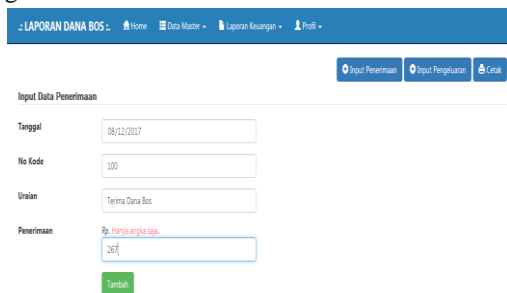 g
.: LAPORAN DANA BOS :. Home Data Master Laporan Keuangan Profil
Input Penerimaan Input Pengeluaran Cetak
Input Data Penerimaan
Tanggal 08/12/2017
No Kode 100
Uraian Terima Dana Bos
Penerimaan Rp. Hanya angka saja..
267
Tambah